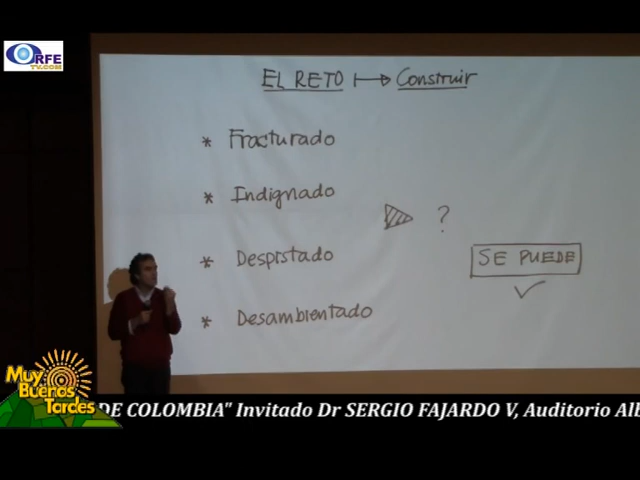 ORFE
TV.COM
EL RETO → Construir
* Fracturado
* Indignado
* Despistado
* Desambientado
?
SE PUEDE
Muy
Buenas
Tardes
DE COLOMBIA" Invitado Dr SERGIO FAJARDO V, Auditorio Alb